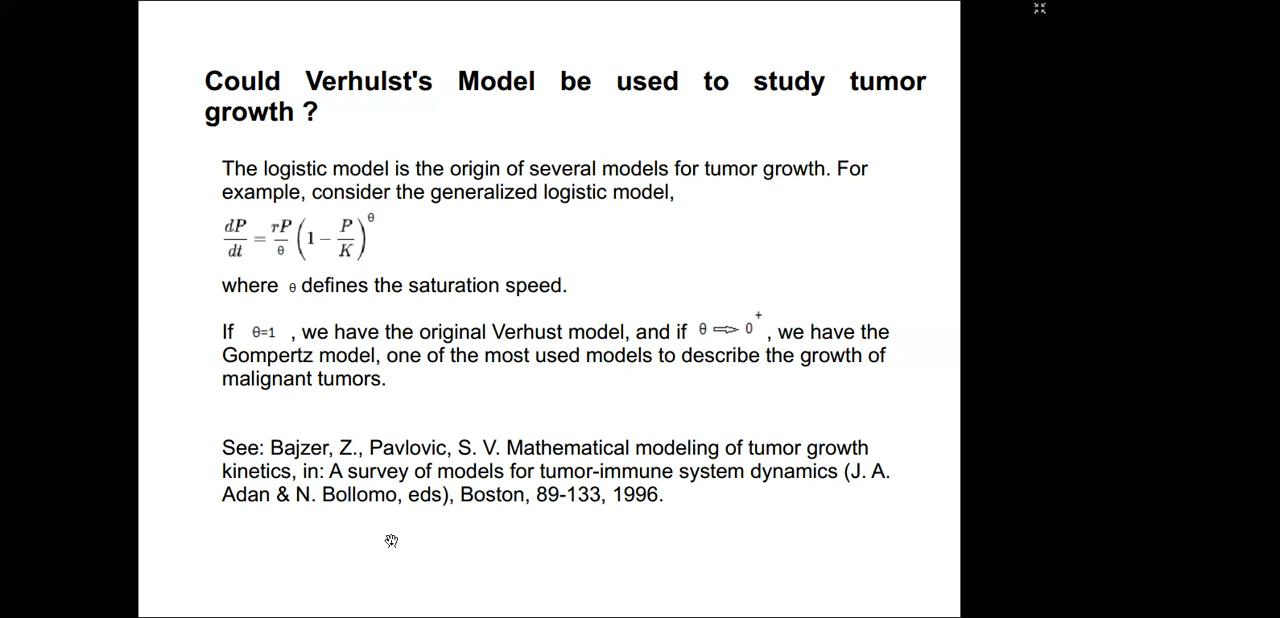 Could Verhulst's Model be used to study tumor
growth ?
The logistic model is the origin of several models for tumor growth. For
example, consider the generalized logistic model,
dP/dt = rP/θ (1 − P/K)^θ
where θ defines the saturation speed.
If θ=1 , we have the original Verhust model, and if θ ⇒ 0⁺ , we have the
Gompertz model, one of the most used models to describe the growth of
malignant tumors.
See: Bajzer, Z., Pavlovic, S. V. Mathematical modeling of tumor growth
kinetics, in: A survey of models for tumor-immune system dynamics (J. A.
Adan & N. Bollomo, eds), Boston, 89-133, 1996.